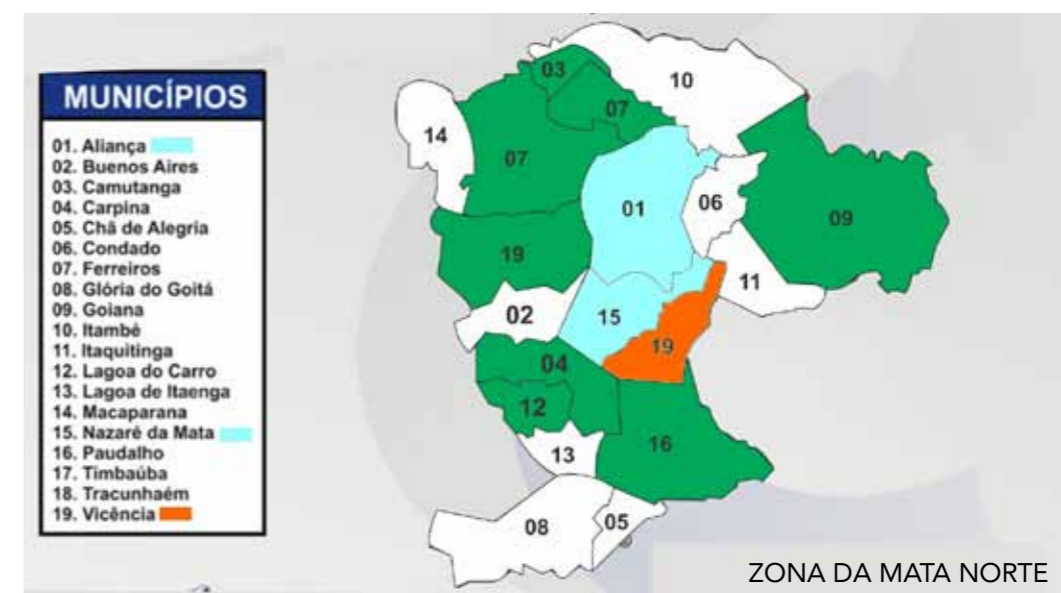 MUNICÍPIOS
01. Aliança
02. Buenos Aires
03. Camutanga
04. Carpina
05. Chã de Alegria
06. Condado
07. Ferreiros
08. Glória do Goitá
09. Goiana
10. Itambé
11. Itaquitinga
12. Lagoa do Carro
13. Lagoa de Itaenga
14. Macaparana
15. Nazaré da Mata
16. Paudalho
17. Timbaúba
18. Tracunhaém
19. Vicência
03
10
07
14
07
01
06
09
19
11
02
15
19
04
12
16
13
08
05
ZONA DA MATA NORTE